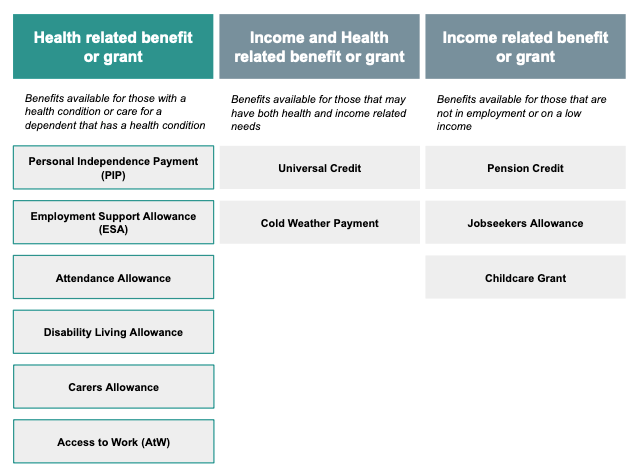 Health related benefit
or grant
Benefits available for those with a
health condition or care for a
dependent that has a health condition
Personal Independence Payment
(PIP)
Employment Support Allowance
(ESA)
Attendance Allowance
Disability Living Allowance
Carers Allowance
Access to Work (AtW)
Income and Health
related benefit or grant
Benefits available for those that may
have both health and income related
needs
Universal Credit
Cold Weather Payment
Income related benefit
or grant
Benefits available for those that are
not in employment or on a low
income
Pension Credit
Jobseekers Allowance
Childcare Grant